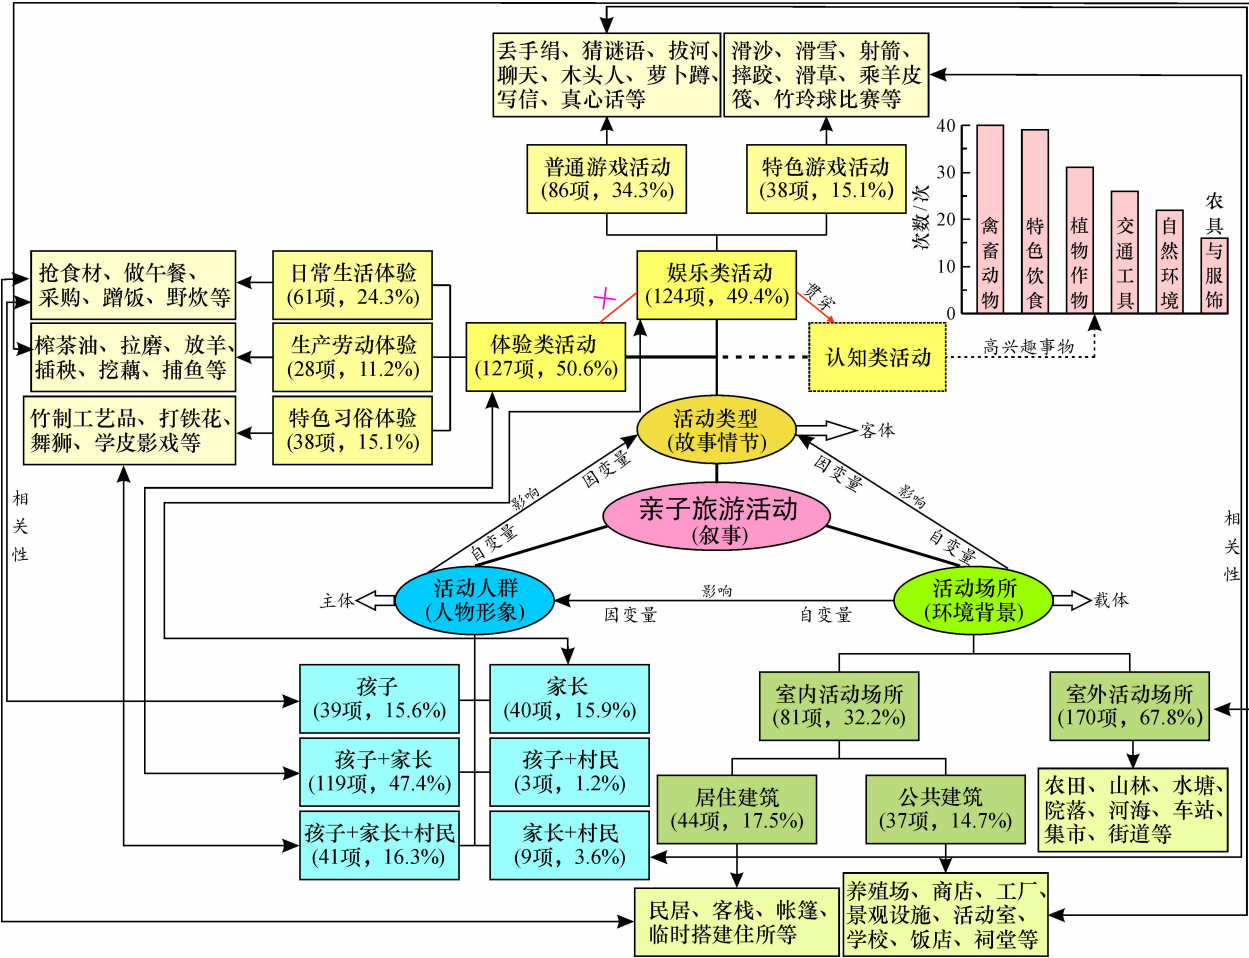 丢手绢、猜谜语、拔河、
聊天、木头人、萝卜蹲、
写信、真心话等
滑沙、滑雪、射箭、
摔跤、滑草、乘羊皮
筏、竹玲球比赛等
普通游戏活动
(86项，34.3%)
特色游戏活动
(38项，15.1%)
40
30
20
10
0
次数/次
禽畜动物
特色饮食
植物作物
交通工具
自然环境
农具与服饰
抢食材、做午餐、
采购、蹭饭、野炊等
日常生活体验
(61项，24.3%)
娱乐类活动
(124项，49.4%)
贯穿
榨茶油、拉磨、放羊、
插秧、挖藕、捕鱼等
生产劳动体验
(28项，11.2%)
体验类活动
(127项，50.6%)
认知类活动
高兴趣事物
竹制工艺品、打铁花、
舞狮、学皮影戏等
特色习俗体验
(38项，15.1%)
活动类型
(故事情节)
客体
因变量
影响
自变量
因变量
影响
自变量
相关性
相关性
亲子旅游活动
(叙事)
主体
活动人群
(人物形象)
影响
因变量
自变量
活动场所
(环境背景)
载体
孩子
(39项，15.6%)
家长
(40项，15.9%)
孩子+家长
(119项，47.4%)
孩子+村民
(3项，1.2%)
孩子+家长+村民
(41项，16.3%)
家长+村民
(9项，3.6%)
室内活动场所
(81项，32.2%)
室外活动场所
(170项，67.8%)
居住建筑
(44项，17.5%)
公共建筑
(37项，14.7%)
农田、山林、水塘、
院落、河海、车站、
集市、街道等
民居、客栈、帐篷、
临时搭建住所等
养殖场、商店、工厂、
景观设施、活动室、
学校、饭店、祠堂等